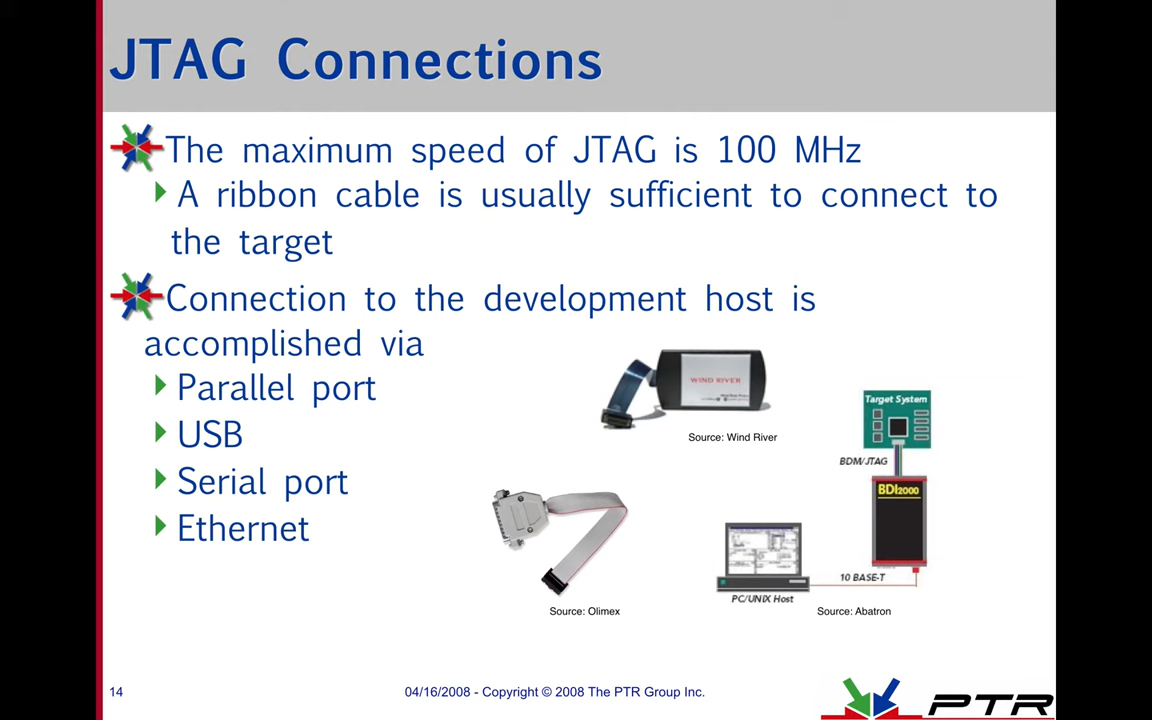 JTAG Connections
The maximum speed of JTAG is 100 MHz
A ribbon cable is usually sufficient to connect to
the target
Connection to the development host is
accomplished via
Parallel port
USB
Serial port
Ethernet
WIND RIVER
Source: Wind River
Target System
BDM/JTAG
BDI2000
10 BASE-T
PC/UNIX Host
Source: Olimex
Source: Abatron
14
04/16/2008 - Copyright © 2008 The PTR Group Inc.
PTR